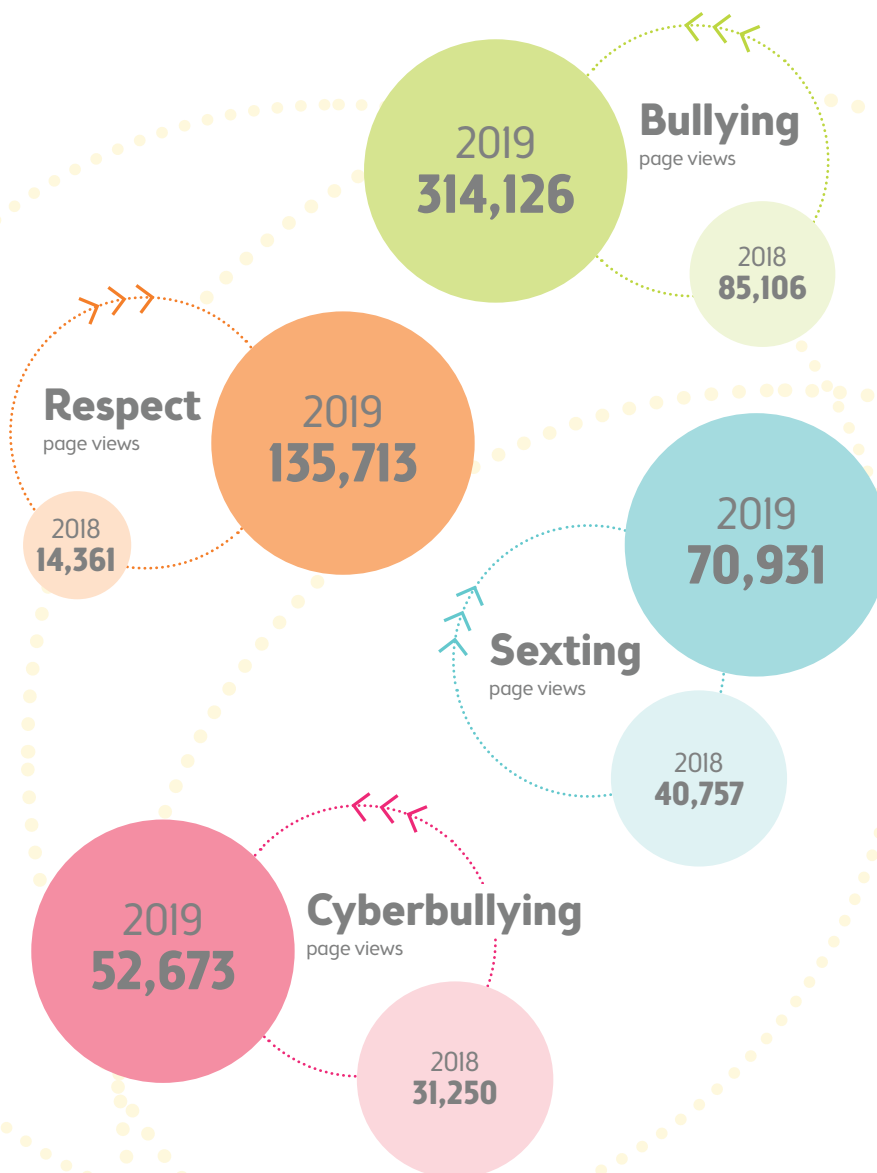 Bullying
page views
2019
314,126
2018
85,106
Respect
page views
2019
135,713
2018
14,361
Sexting
page views
2019
70,931
2018
40,757
Cyberbullying
page views
2019
52,673
2018
31,250